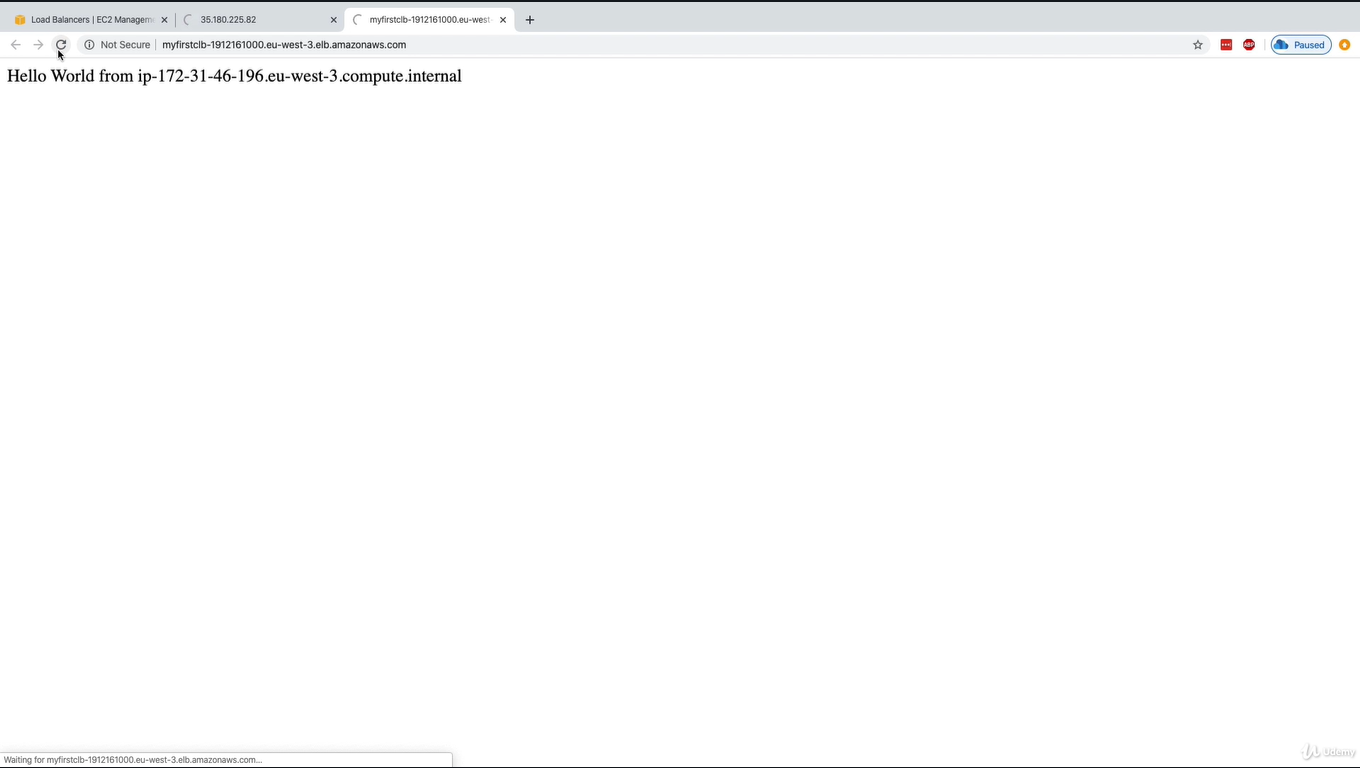 Load Balancers | EC2 Managem
35.180.225.82
myfirstclb-1912161000.eu-west
Not Secure
myfirstclb-1912161000.eu-west-3.elb.amazonaws.com
ABP
Paused
Hello World from ip-172-31-46-196.eu-west-3.compute.internal
Waiting for myfirstclb-1912161000.eu-west-3.elb.amazonaws.com...
Udemy